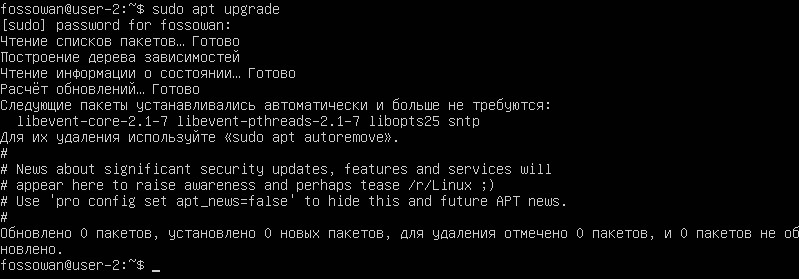 fossowan@user-2:~$ sudo apt upgrade
[sudo] password for fossowan:
Чтение списков пакетов… Готово
Построение дерева зависимостей
Чтение информации о состоянии… Готово
Расчёт обновлений… Готово
Следующие пакеты устанавливались автоматически и больше не требуются:
  libevent-core-2.1-7 libevent-pthreads-2.1-7 libopts25 sntp
Для их удаления используйте «sudo apt autoremove».
#
# News about significant security updates, features and services will
# appear here to raise awareness and perhaps tease /r/Linux ;)
# Use 'pro config set apt_news=false' to hide this and future APT news.
#
Обновлено 0 пакетов, установлено 0 новых пакетов, для удаления отмечено 0 пакетов, и 0 пакетов не об
новлено.
fossowan@user-2:~$ _